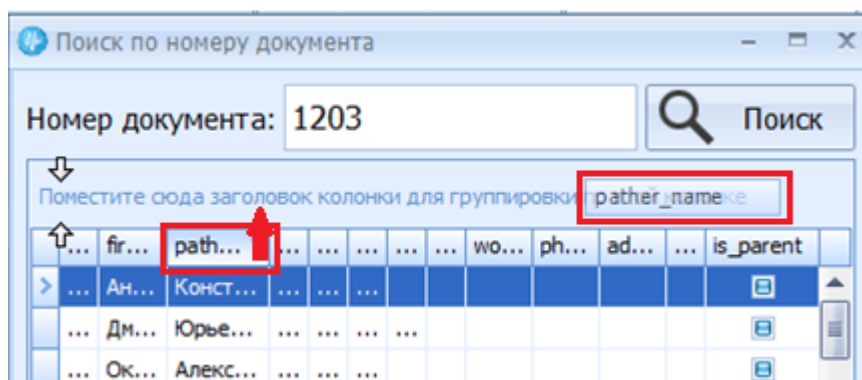 Поиск по номеру документа
Номер документа: 1203 Поиск
Поместите сюда заголовок колонки для группировки pather_name ке
... fir... path... ... ... ... ... ... wo... ph... ad... ... is_parent
... Ан... Конст... ... ... ...
... Дм... Юрье... ... ... ... ...
... Ок... Алекс... ... ... ...